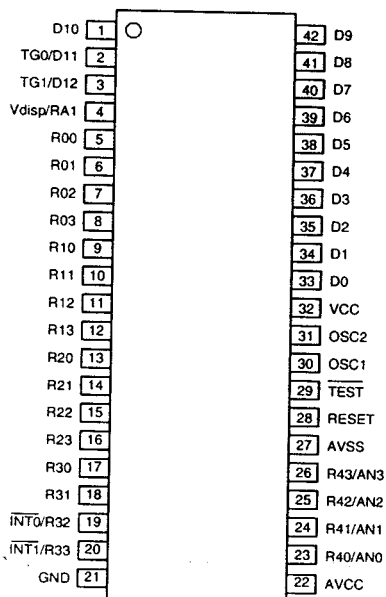 D10 1 42 D9
TG0/D11 2 41 D8
TG1/D12 3 40 D7
Vdisp/RA1 4 39 D6
R00 5 38 D5
R01 6 37 D4
R02 7 36 D3
R03 8 35 D2
R10 9 34 D1
R11 10 33 D0
R12 11 32 VCC
R13 12 31 OSC2
R20 13 30 OSC1
R21 14 29 T̅E̅S̅T̅
R22 15 28 RESET
R23 16 27 AVSS
R30 17 26 R43/AN3
R31 18 25 R42/AN2
I̅N̅T̅0̅/R32 19 24 R41/AN1
I̅N̅T̅1̅/R33 20 23 R40/AN0
GND 21 22 AVCC